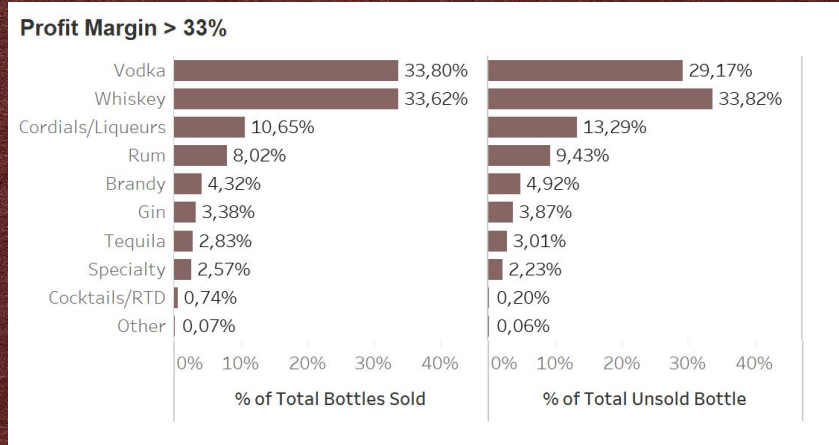 Profit Margin > 33%
Vodka 33,80% 29,17%
Whiskey 33,62% 33,82%
Cordials/Liqueurs 10,65% 13,29%
Rum 8,02% 9,43%
Brandy 4,32% 4,92%
Gin 3,38% 3,87%
Tequila 2,83% 3,01%
Specialty 2,57% 2,23%
Cocktails/RTD 0,74% 0,20%
Other 0,07% 0,06%
0% 10% 20% 30% 40% 0% 10% 20% 30% 40%
% of Total Bottles Sold % of Total Unsold Bottle